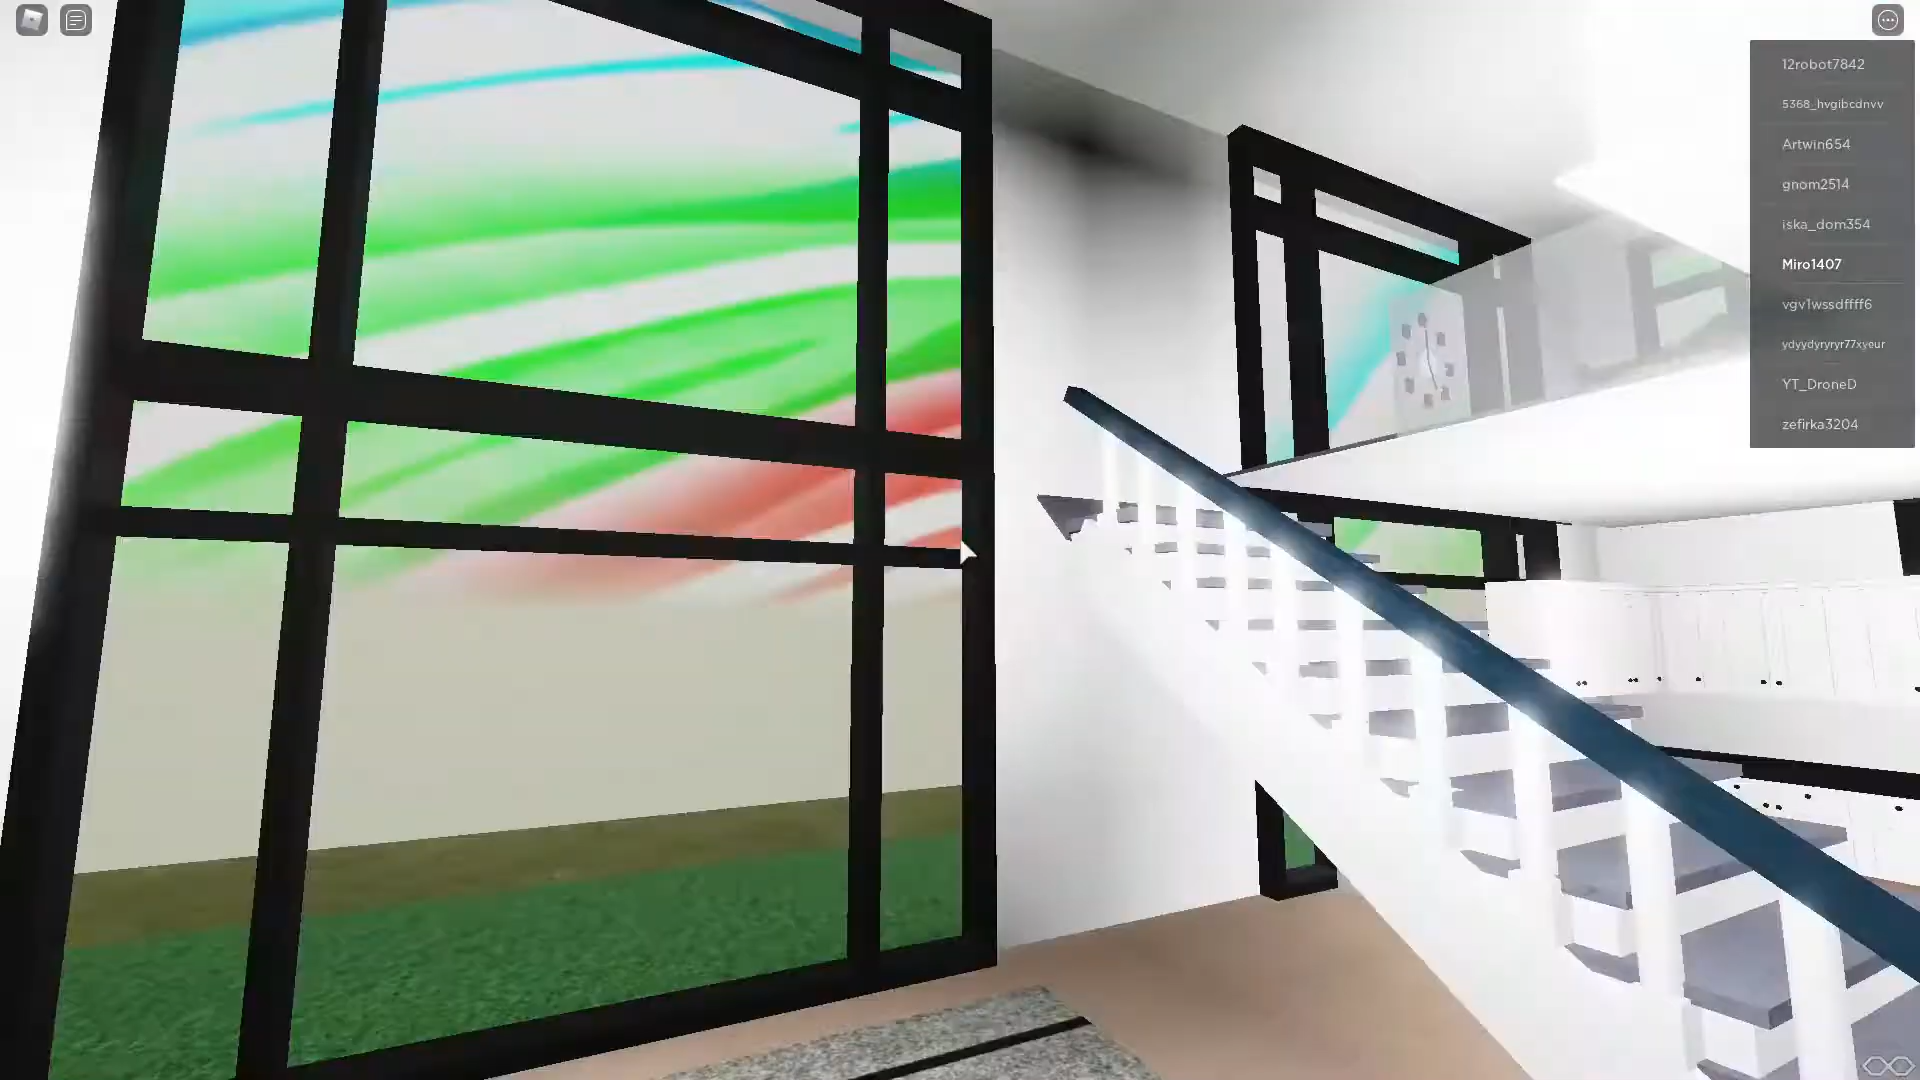 12robot7842
5368_hvgibcdnvv
Artwin654
gnom2514
iska_dom354
Miro1407
vgv1wssdffff6
ydyydyryryr77xyeur
YT_DroneD
zefirka3204